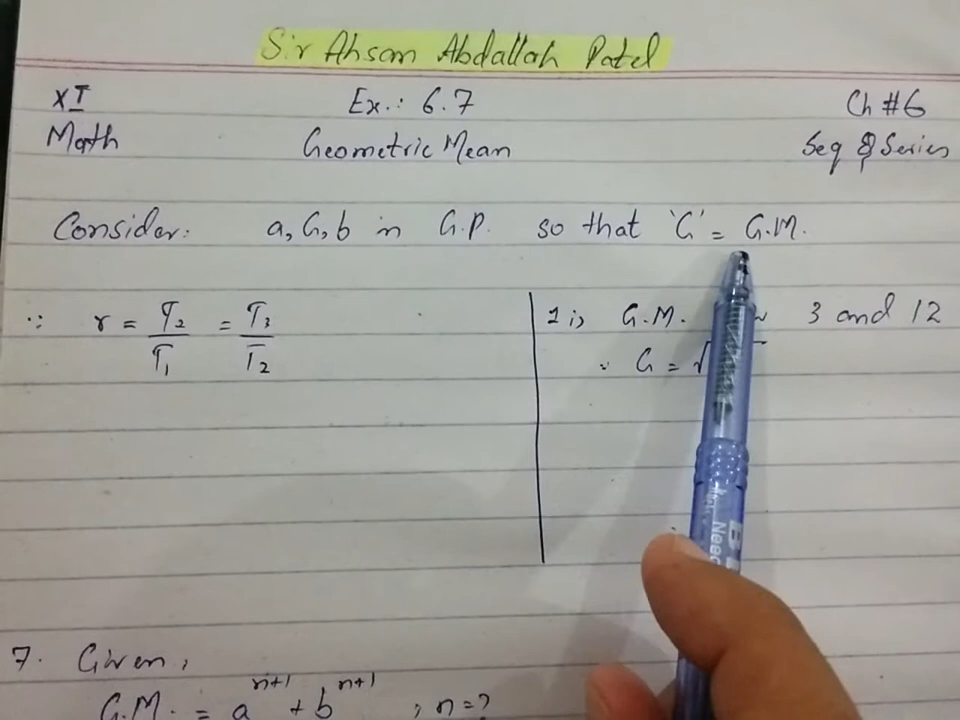 Sir Ahsan Abdallah Patel
XI Ex.: 6.7 Ch #6
Math Geometric Mean Seq & Series
Consider: a, G, b in G.P. so that 'G' = G.M.
∵ r = T₂/T₁ = T₃/T₂
1 i, G.M. 3 and 12
∵ G = √
7. Given,
G.M. = a^(n+1) + b^(n+1) , n = ?
B
Need